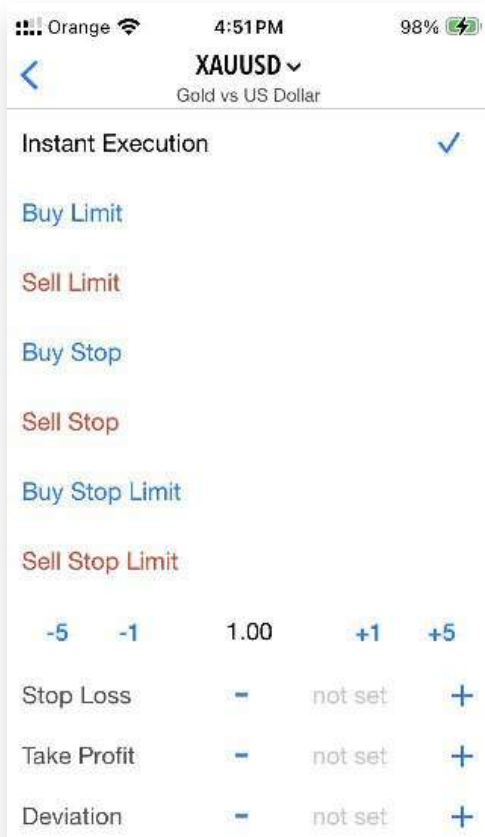 Orange 4:51 PM 98%
XAUUSD
Gold vs US Dollar
Instant Execution
Buy Limit
Sell Limit
Buy Stop
Sell Stop
Buy Stop Limit
Sell Stop Limit
-5 -1 1.00 +1 +5
Stop Loss - not set +
Take Profit - not set +
Deviation - not set +